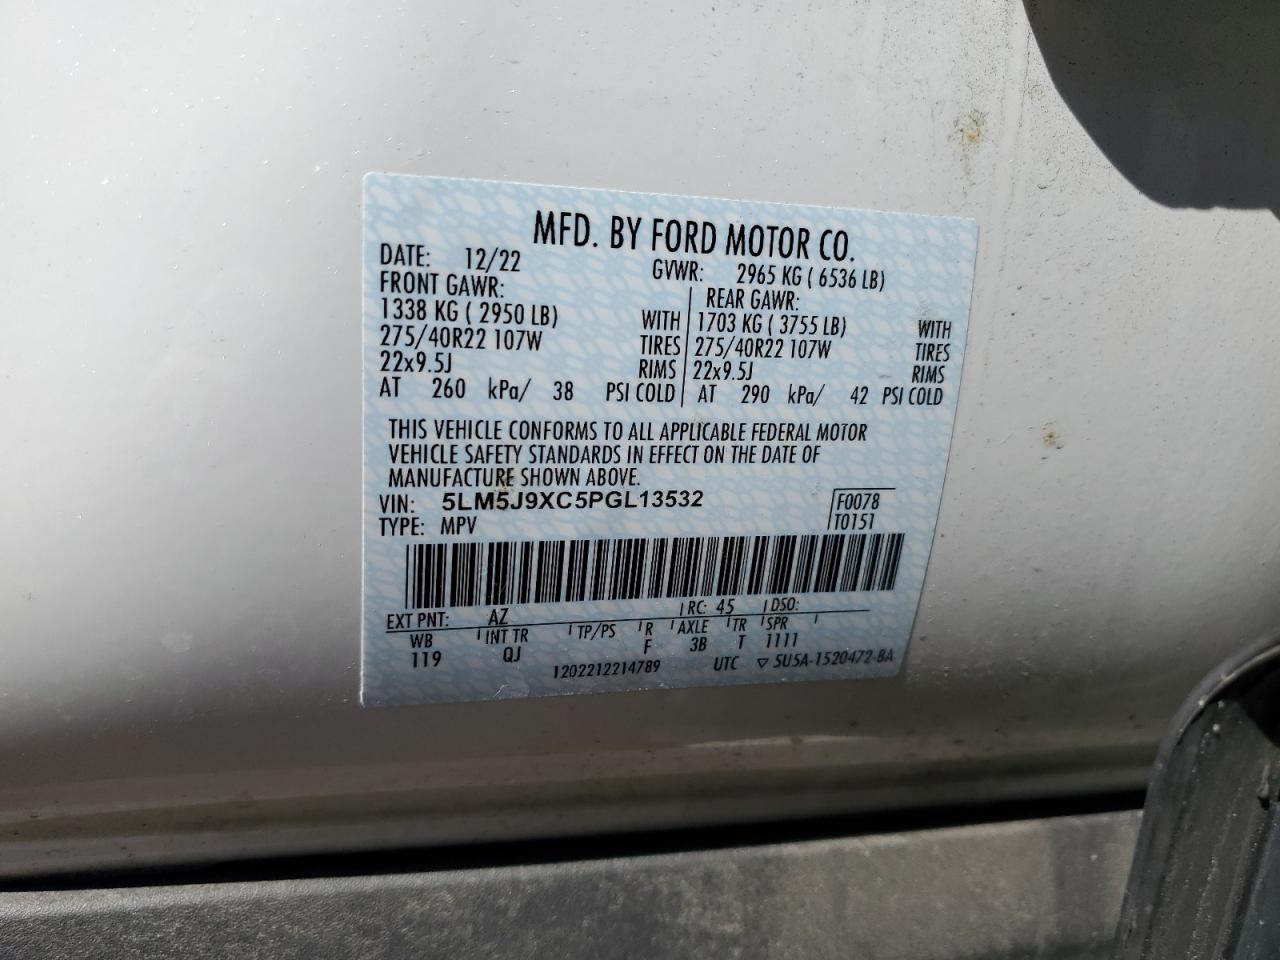 MFD. BY FORD MOTOR CO.
DATE: 12/22 GVWR: 2965 KG ( 6536 LB)
FRONT GAWR: REAR GAWR:
1338 KG ( 2950 LB) WITH 1703 KG ( 3755 LB) WITH
275/40R22 107W TIRES 275/40R22 107W TIRES
22x9.5J RIMS 22x9.5J RIMS
AT 260 kPa/ 38 PSI COLD AT 290 kPa/ 42 PSI COLD
THIS VEHICLE CONFORMS TO ALL APPLICABLE FEDERAL MOTOR
VEHICLE SAFETY STANDARDS IN EFFECT ON THE DATE OF
MANUFACTURE SHOWN ABOVE.
VIN: 5LM5J9XC5PGL13532 F0078
TYPE: MPV T0151
EXT PNT: AZ RC: 45 DSO:
WB INT TR TP/PS R AXLE TR SPR
119 QJ F 3B T 1111
1202212214789 UTC ▽ 5U5A-1520472-BA